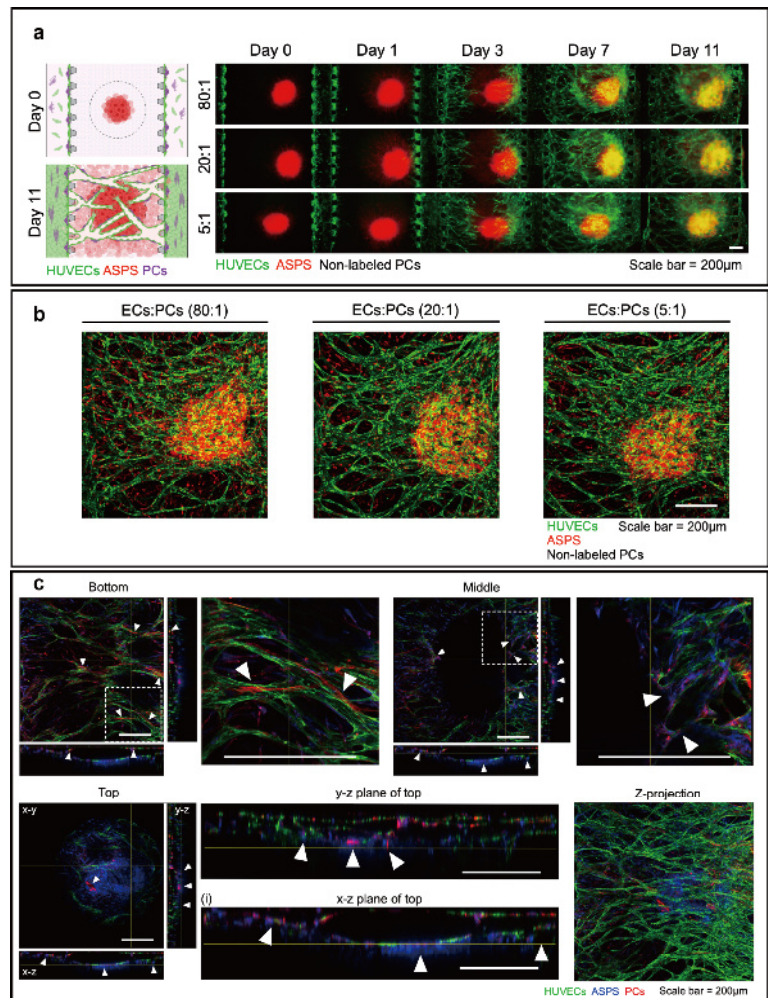 a
Day 0
Day 11
HUVECs ASPS PCs
Day 0 Day 1 Day 3 Day 7 Day 11
80:1
20:1
5:1
HUVECs ASPS Non-labeled PCs Scale bar = 200µm
b
ECs:PCs (80:1) ECs:PCs (20:1) ECs:PCs (5:1)
HUVECs Scale bar = 200µm
ASPS
Non-labeled PCs
c
Bottom Middle
Top y-z plane of top Z-projection
x-y y-z
(i) x-z plane of top
x-z
HUVECs ASPS PCs Scale bar = 200µm